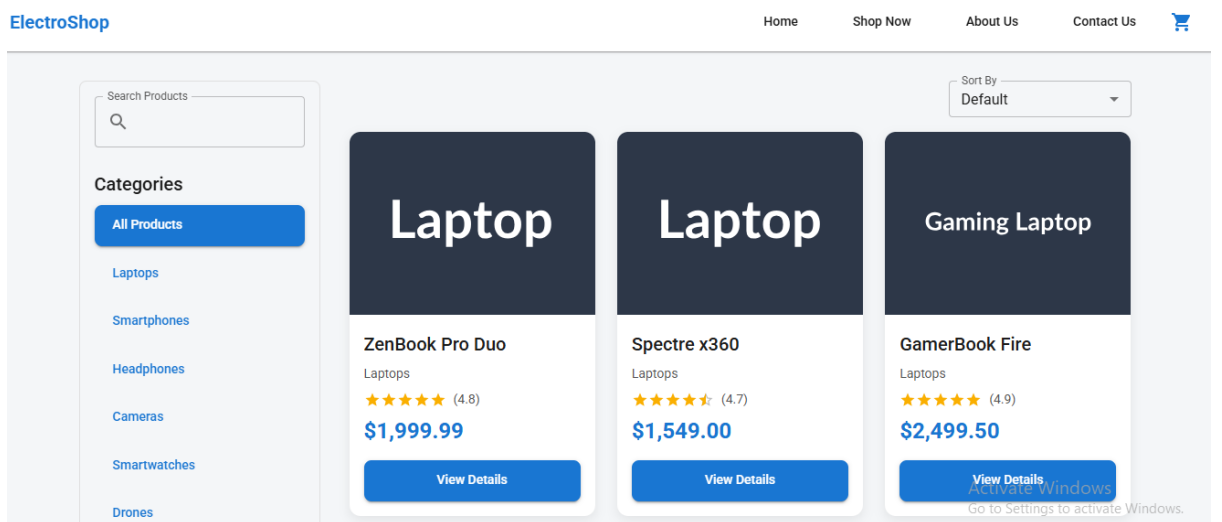 ElectroShop
Home Shop Now About Us Contact Us
Search Products
Categories
All Products
Laptops
Smartphones
Headphones
Cameras
Smartwatches
Drones
Sort By
Default
Laptop
ZenBook Pro Duo
Laptops
(4.8)
$1,999.99
View Details
Laptop
Spectre x360
Laptops
(4.7)
$1,549.00
View Details
Gaming Laptop
GamerBook Fire
Laptops
(4.9)
$2,499.50
View Details
Activate Windows
Go to Settings to activate Windows.